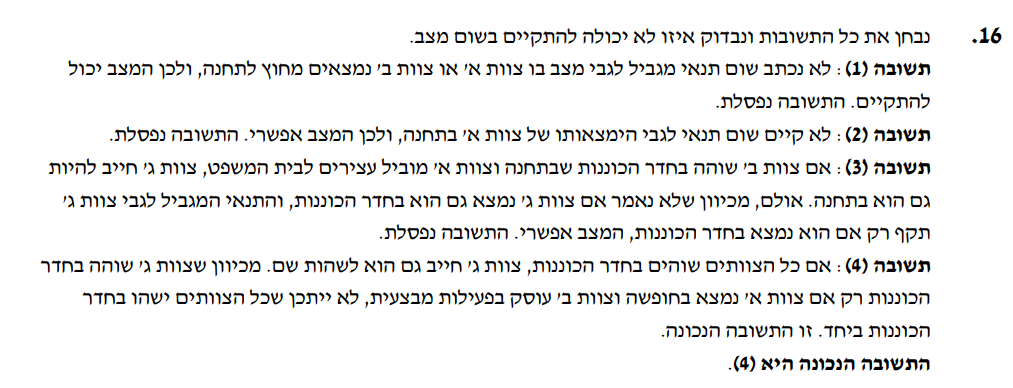 16. נבחן את כל התשובות ונבדוק איזו לא יכולה להתקיים בשום מצב.
תשובה (1): לא נכתב שום תנאי מגביל לגבי מצב בו צוות א' או צוות ב' נמצאים מחוץ לתחנה, ולכן המצב יכול
להתקיים. התשובה נפסלת.
תשובה (2): לא קיים שום תנאי לגבי הימצאותו של צוות א' בתחנה, ולכן המצב אפשרי. התשובה נפסלת.
תשובה (3): אם צוות ב' שוהה בחדר הכוננות שבתחנה וצוות א' מוביל עצירים לבית המשפט, צוות ג' חייב להיות
גם הוא בתחנה. אולם, מכיוון שלא נאמר אם צוות ג' נמצא גם הוא בחדר הכוננות, והתנאי המגביל לגבי צוות ג'
תקף רק אם הוא נמצא בחדר הכוננות, המצב אפשרי. התשובה נפסלת.
תשובה (4): אם כל הצוותים שוהים בחדר הכוננות, צוות ג' חייב גם הוא לשהות שם. מכיוון שצוות ג' שוהה בחדר
הכוננות רק אם צוות א' נמצא בחופשה וצוות ב' עוסק בפעילות מבצעית, לא ייתכן שכל הצוותים ישהו בחדר
הכוננות ביחד. זו התשובה הנכונה.
התשובה הנכונה היא (4).